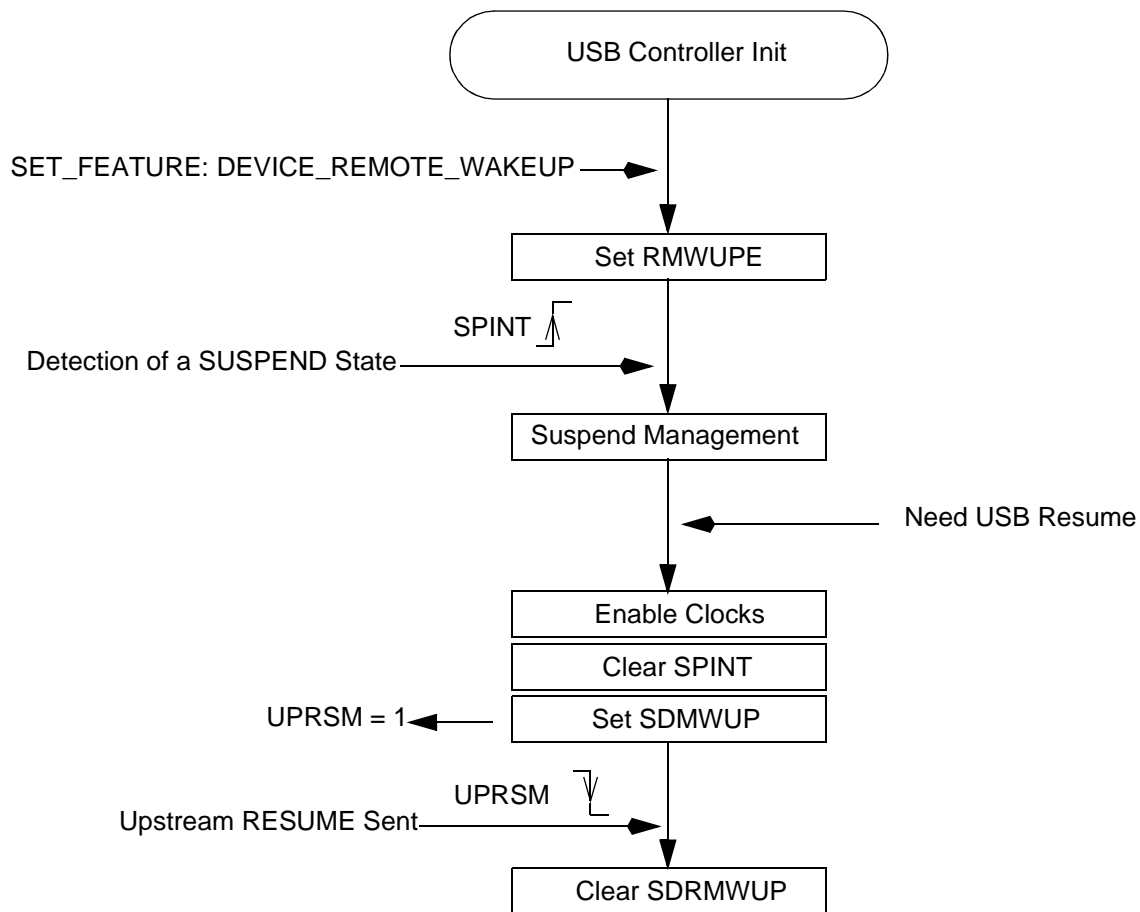 USB Controller Init
SET_FEATURE: DEVICE_REMOTE_WAKEUP
Set RMWUPE
SPINT
Detection of a SUSPEND State
Suspend Management
Need USB Resume
Enable Clocks
Clear SPINT
UPRSM = 1
Set SDMWUP
UPRSM
Upstream RESUME Sent
Clear SDRMWUP